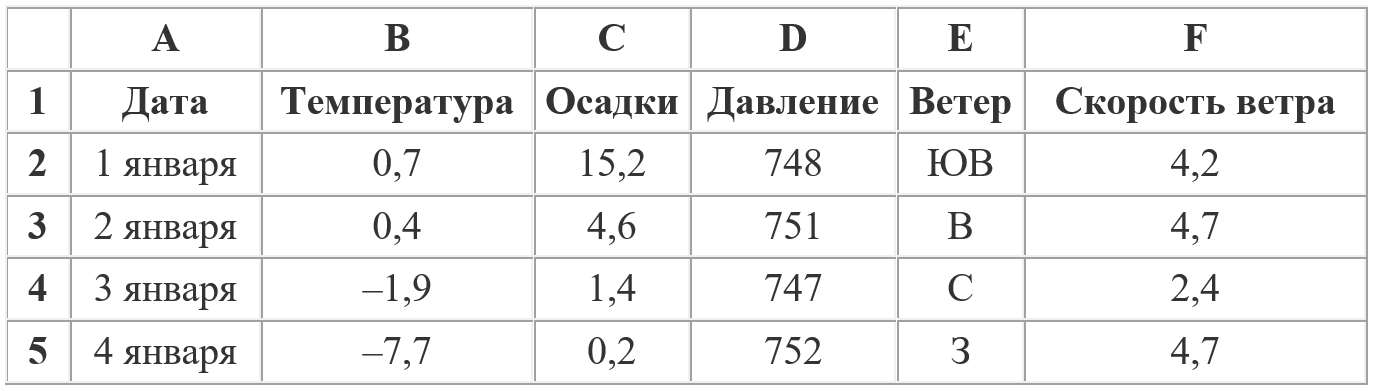 A B C D E F
1 Дата Температура Осадки Давление Ветер Скорость ветра
2 1 января 0,7 15,2 748 ЮВ 4,2
3 2 января 0,4 4,6 751 В 4,7
4 3 января –1,9 1,4 747 С 2,4
5 4 января –7,7 0,2 752 З 4,7